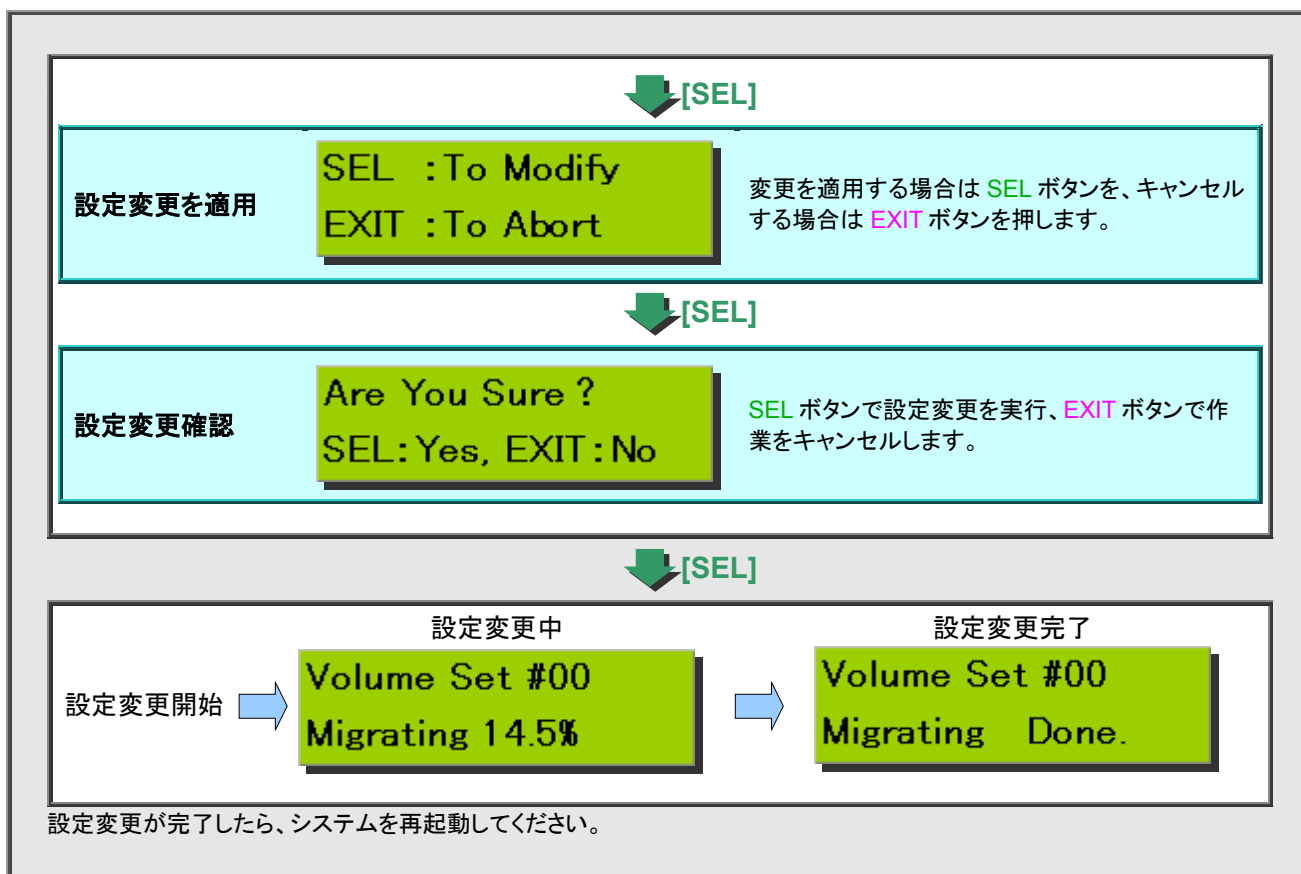 [SEL]
設定変更を適用
SEL :To Modify
EXIT :To Abort
変更を適用する場合は SEL ボタンを、キャンセル
する場合は EXIT ボタンを押します。
[SEL]
設定変更確認
Are You Sure ?
SEL:Yes, EXIT:No
SEL ボタンで設定変更を実行、EXIT ボタンで作
業をキャンセルします。
[SEL]
設定変更開始
設定変更中
Volume Set #00
Migrating 14.5%
設定変更完了
Volume Set #00
Migrating Done.
設定変更が完了したら、システムを再起動してください。